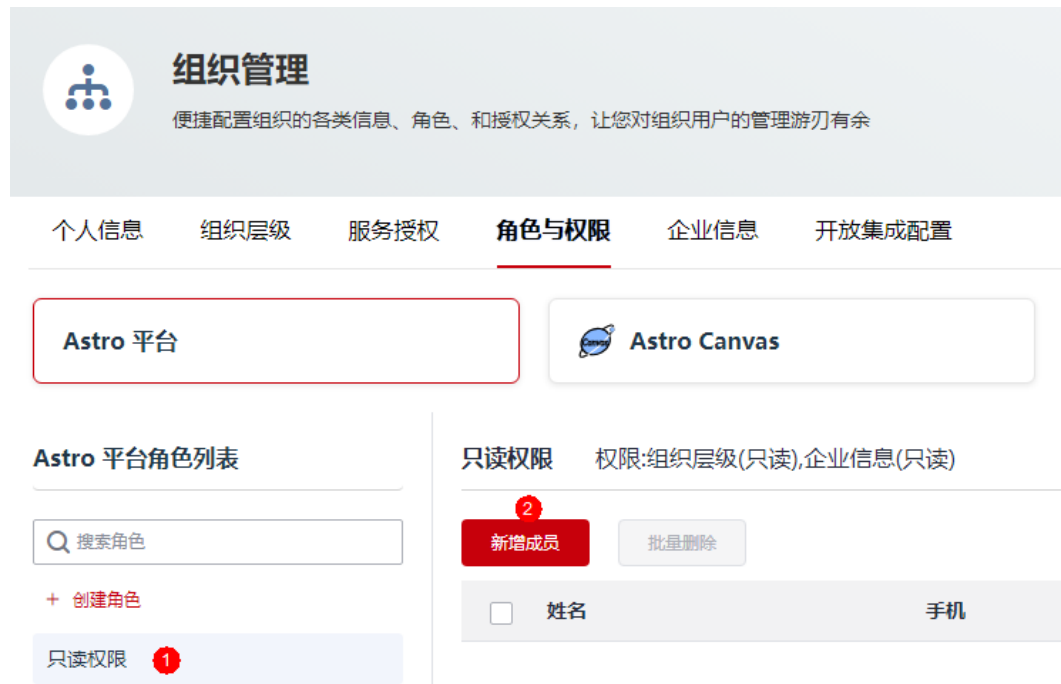 组织管理
便捷配置组织的各类信息、角色、和授权关系，让您对组织用户的管理游刃有余
个人信息 组织层级 服务授权 角色与权限 企业信息 开放集成配置
Astro 平台
Canvas Astro Canvas
Astro 平台角色列表
搜索角色
+ 创建角色
只读权限 1
只读权限 权限:组织层级(只读),企业信息(只读)
2
新增成员 批量删除
姓名 手机